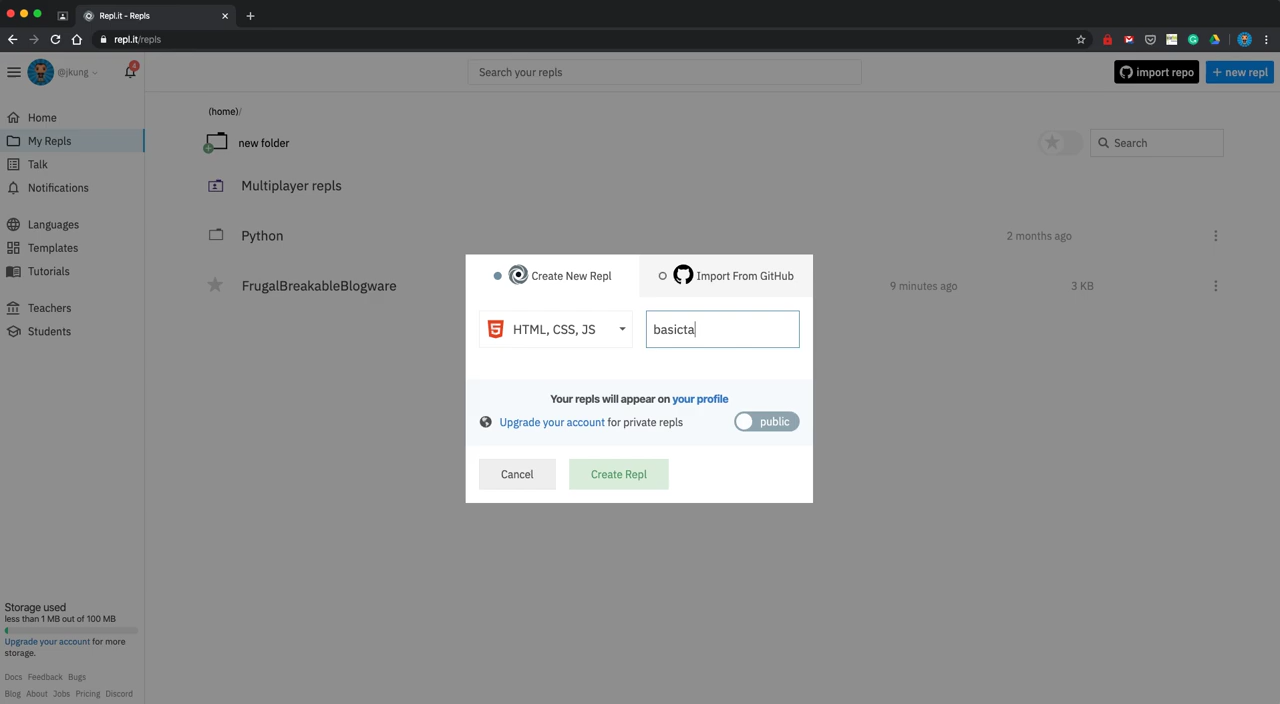 Repl.it - Repls
repl.it/repls
@jkung
4
Search your repls
import repo
+ new repl
Home
My Repls
Talk
Notifications
Languages
Templates
Tutorials
Teachers
Students
(home)/
new folder
Search
Multiplayer repls
Python 2 months ago
FrugalBreakableBlogware 9 minutes ago 3 KB
Create New Repl
Import From GitHub
HTML, CSS, JS
basicta
Your repls will appear on your profile
Upgrade your account for private repls
public
Cancel
Create Repl
Storage used
less than 1 MB out of 100 MB
Upgrade your account for more
storage.
Docs Feedback Bugs
Blog About Jobs Pricing Discord